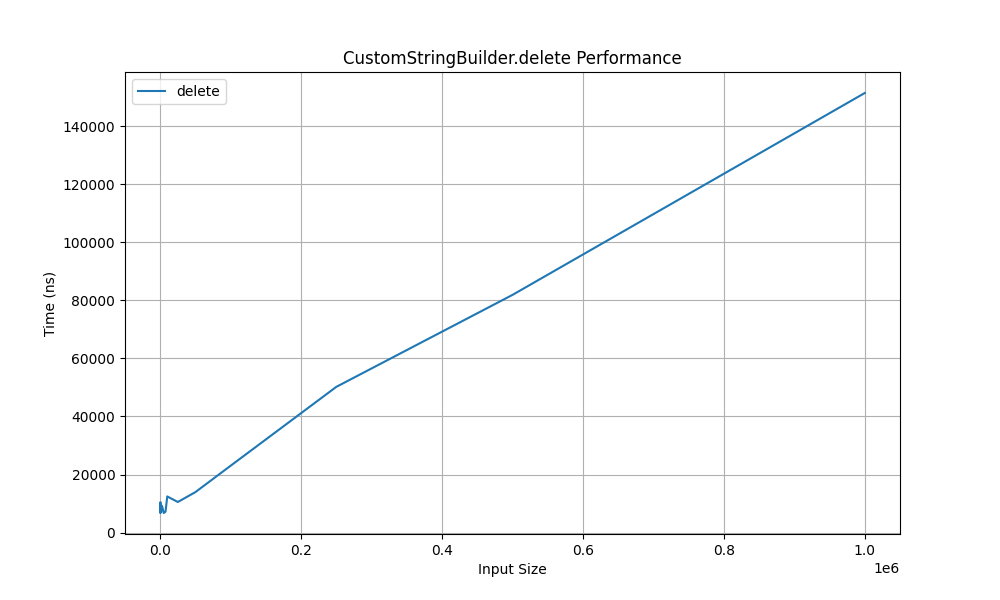 CustomStringBuilder.delete Performance
delete
140000
120000
100000
80000
60000
40000
20000
0
Time (ns)
0.0 0.2 0.4 0.6 0.8 1.0
1e6
Input Size